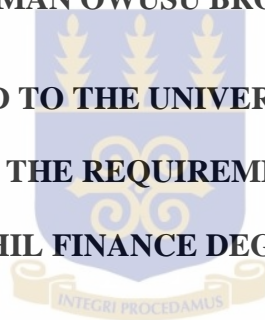 MAN OWUSU BRO
D TO THE UNIVER
THE REQUIREM
HIL FINANCE DEG
INTEGRI PROCEDAMUS